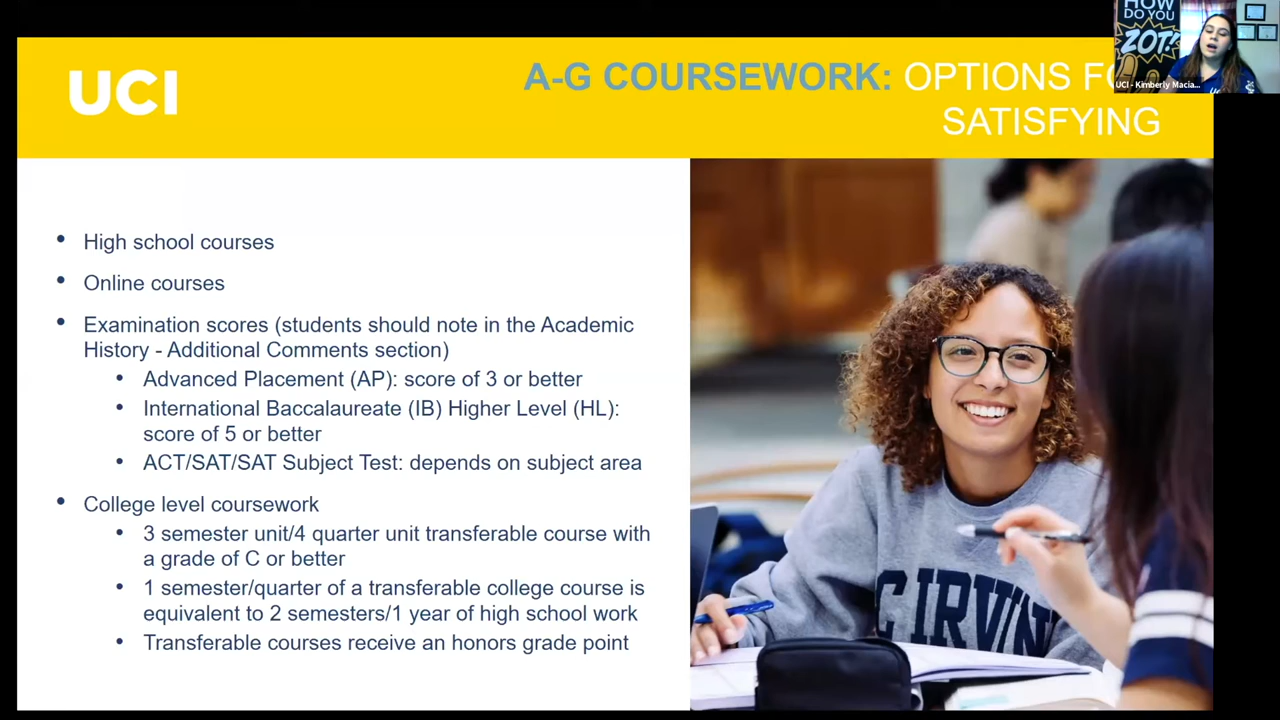 HOW
DO YOU
ZOT!
UCI - Kimberly Macia...
UCI
A-G COURSEWORK: OPTIONS
SATISFYING
• High school courses
• Online courses
• Examination scores (students should note in the Academic
History - Additional Comments section)
• Advanced Placement (AP): score of 3 or better
• International Baccalaureate (IB) Higher Level (HL):
score of 5 or better
• ACT/SAT/SAT Subject Test: depends on subject area
• College level coursework
• 3 semester unit/4 quarter unit transferable course with
a grade of C or better
• 1 semester/quarter of a transferable college course is
equivalent to 2 semesters/1 year of high school work
• Transferable courses receive an honors grade point
C IRVIN